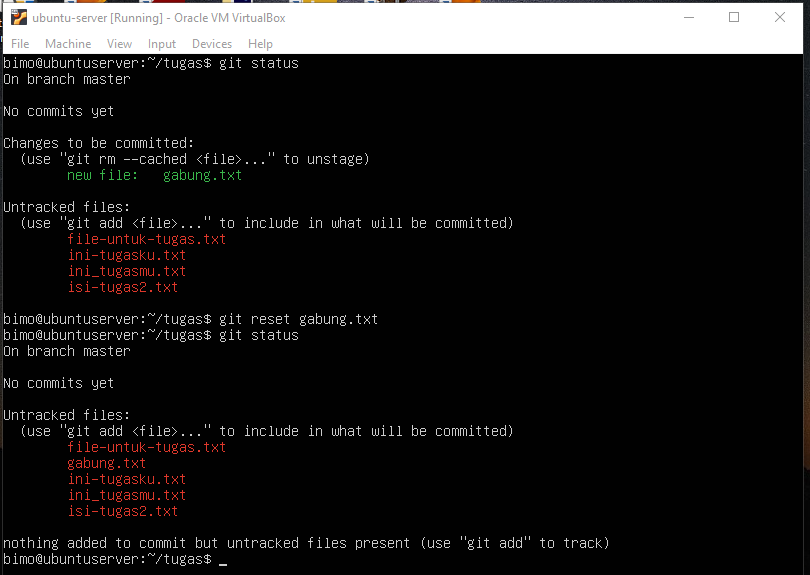 ubuntu-server [Running] - Oracle VM VirtualBox
File Machine View Input Devices Help
bimo@ubuntuserver:~/tugas$ git status
On branch master
No commits yet
Changes to be committed:
(use "git rm --cached <file>..." to unstage)
new file: gabung.txt
Untracked files:
(use "git add <file>..." to include in what will be committed)
file-untuk-tugas.txt
ini-tugasku.txt
ini_tugasmu.txt
isi-tugas2.txt
bimo@ubuntuserver:~/tugas$ git reset gabung.txt
bimo@ubuntuserver:~/tugas$ git status
On branch master
No commits yet
Untracked files:
(use "git add <file>..." to include in what will be committed)
file-untuk-tugas.txt
gabung.txt
ini-tugasku.txt
ini_tugasmu.txt
isi-tugas2.txt
nothing added to commit but untracked files present (use "git add" to track)
bimo@ubuntuserver:~/tugas$ _